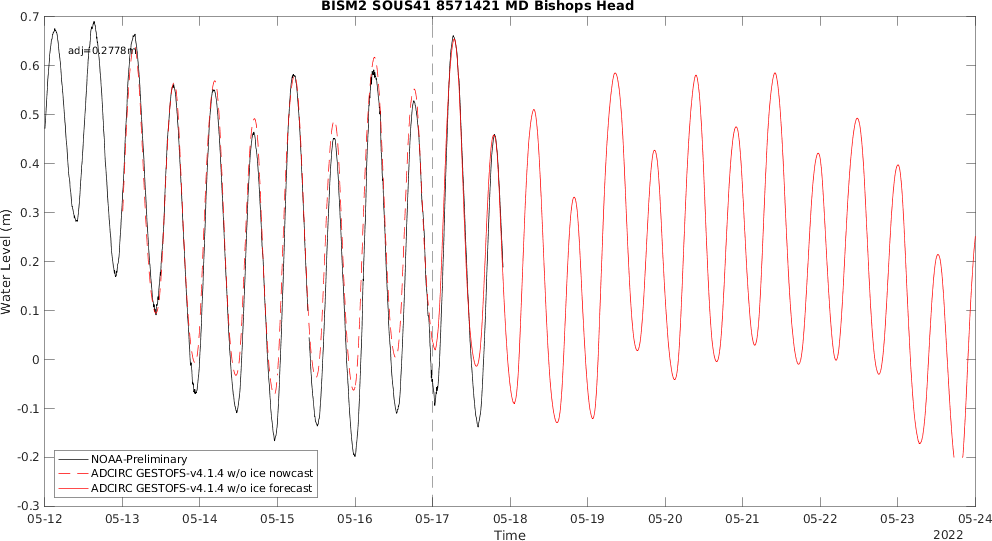 BISM2 SOUS41 8571421 MD Bishops Head
adj=0.2778m
Water Level (m)
0.7
0.6
0.5
0.4
0.3
0.2
0.1
0
-0.1
-0.2
-0.3
NOAA-Preliminary
ADCIRC GESTOFS-v4.1.4 w/o ice nowcast
ADCIRC GESTOFS-v4.1.4 w/o ice forecast
05-12 05-13 05-14 05-15 05-16 05-17 05-18 05-19 05-20 05-21 05-22 05-23 05-24
Time
2022